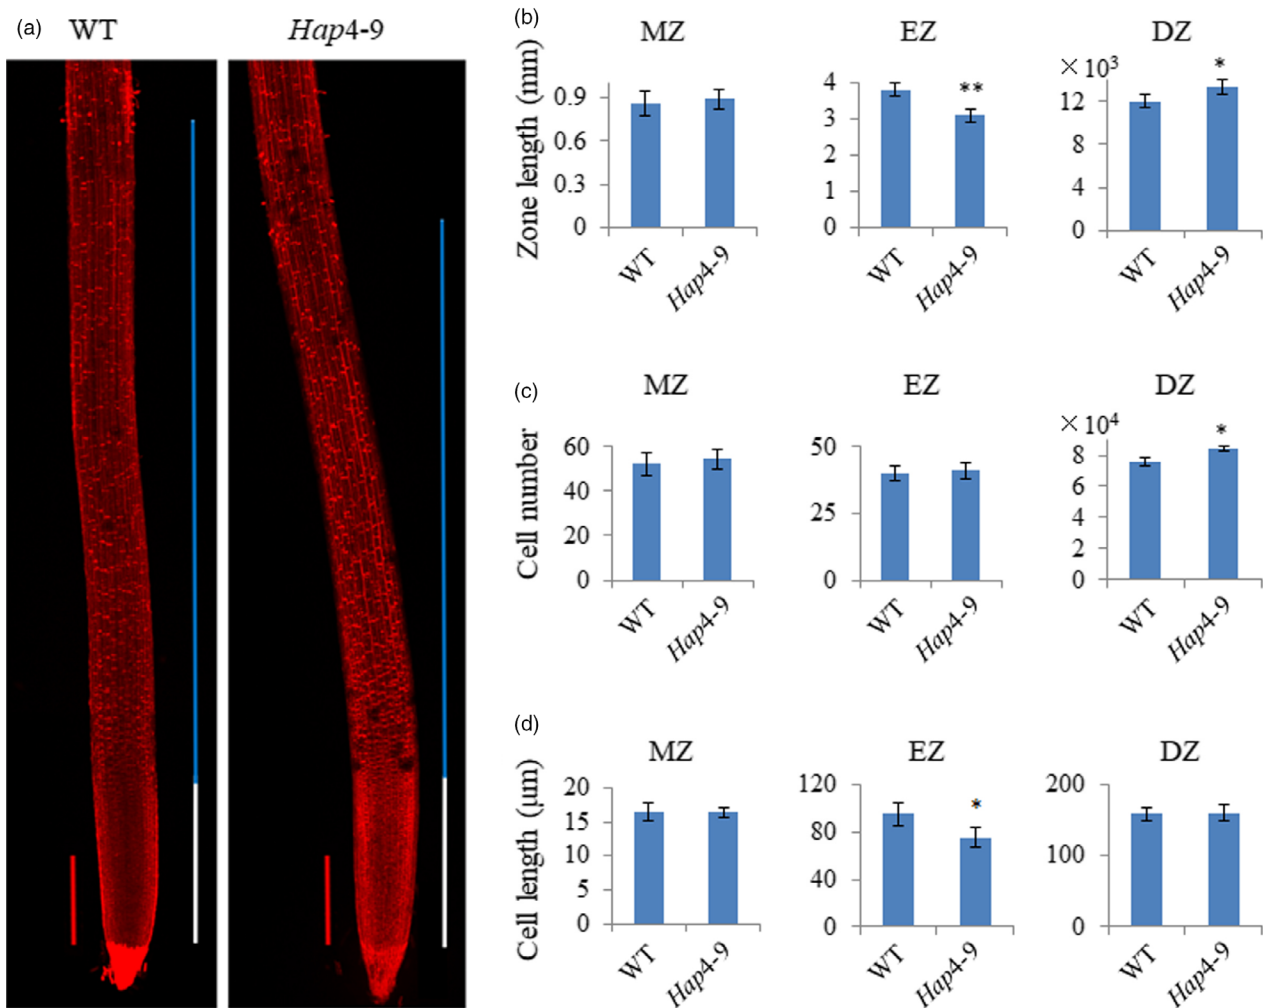 (a) WT Hap4-9
(b) MZ EZ DZ
Zone length (mm)
0.9
0.6
0.3
0
WT Hap4-9
4
3
2
1
0
** 
WT Hap4-9
× 10³
12
8
4
0
*
WT Hap4-9
(c) MZ EZ DZ
Cell number
60
40
20
0
WT Hap4-9
50
25
0
WT Hap4-9
× 10⁴
8
6
4
2
0
*
WT Hap4-9
(d) MZ EZ DZ
Cell length (μm)
20
15
10
5
0
WT Hap4-9
120
80
40
0
*
WT Hap4-9
200
100
0
WT Hap4-9